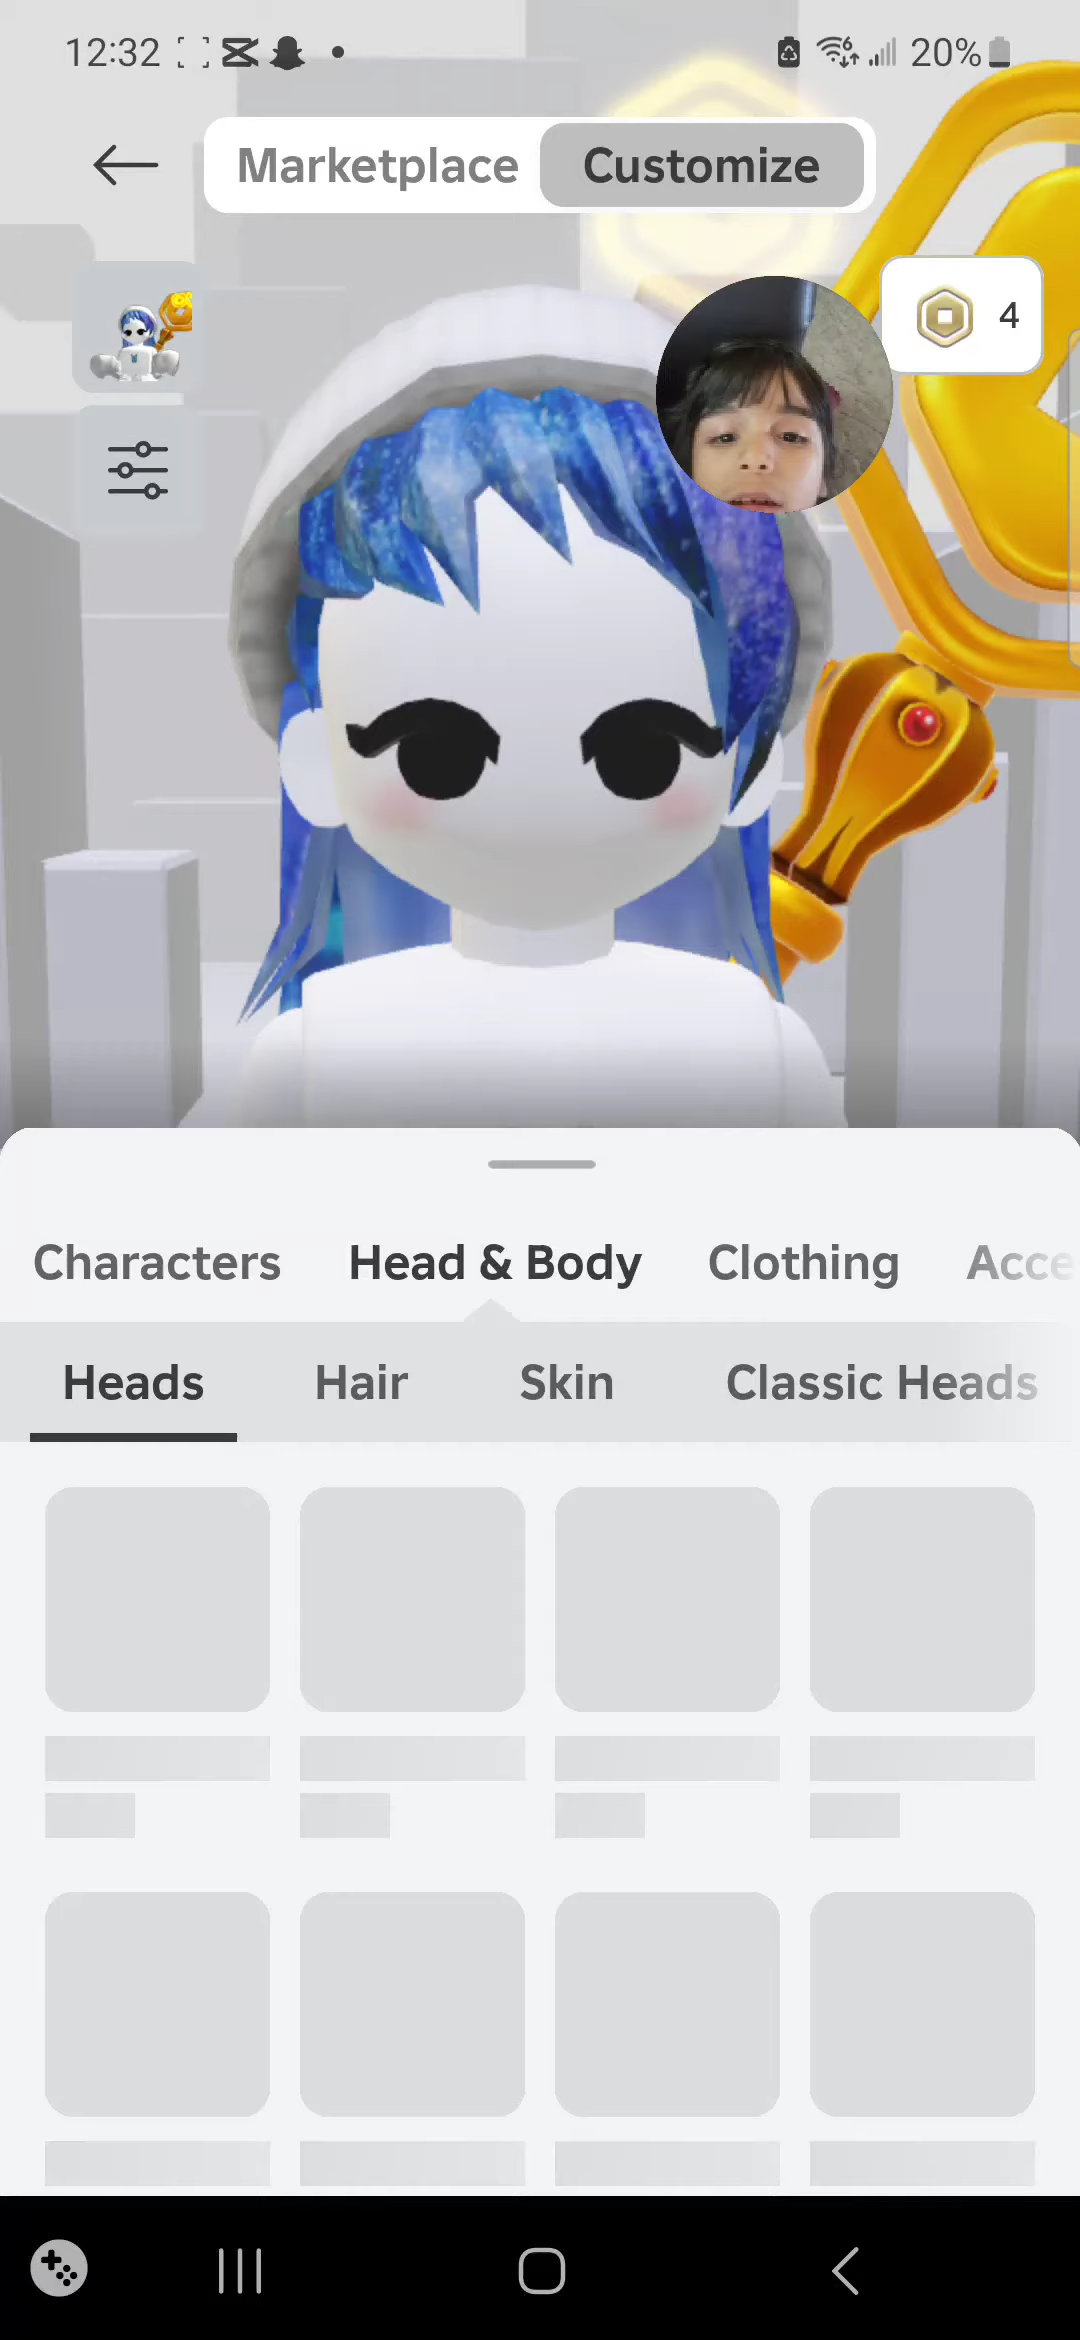 12:32
20%
Marketplace Customize
4
Characters Head & Body Clothing Acce
Heads Hair Skin Classic Heads